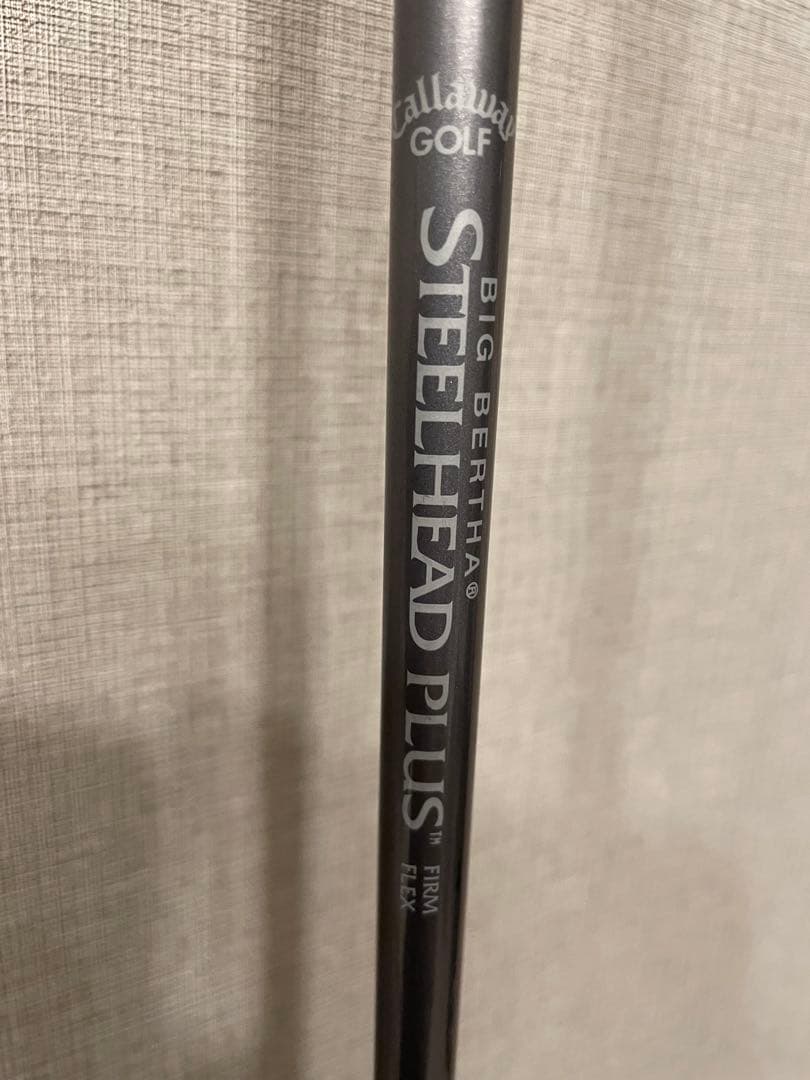 Callaway
GOLF
BIG BERTHA®
STEELHEAD PLUS™
FIRM
FLEX